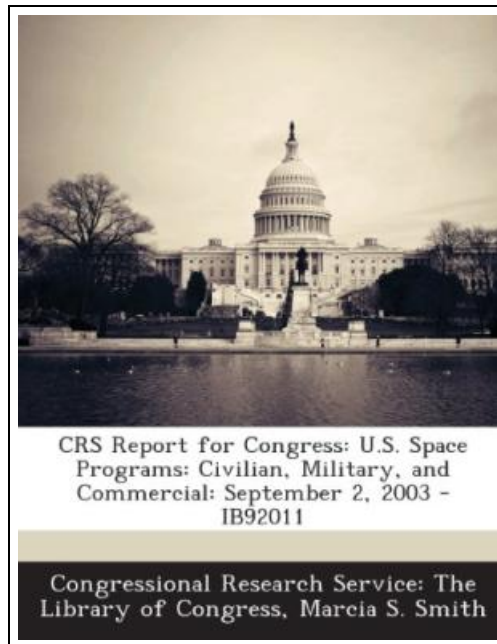 CRS Report for Congress: U.S. Space
Programs: Civilian, Military, and
Commercial: September 2, 2003 -
IB92011
Congressional Research Service: The
Library of Congress, Marcia S. Smith